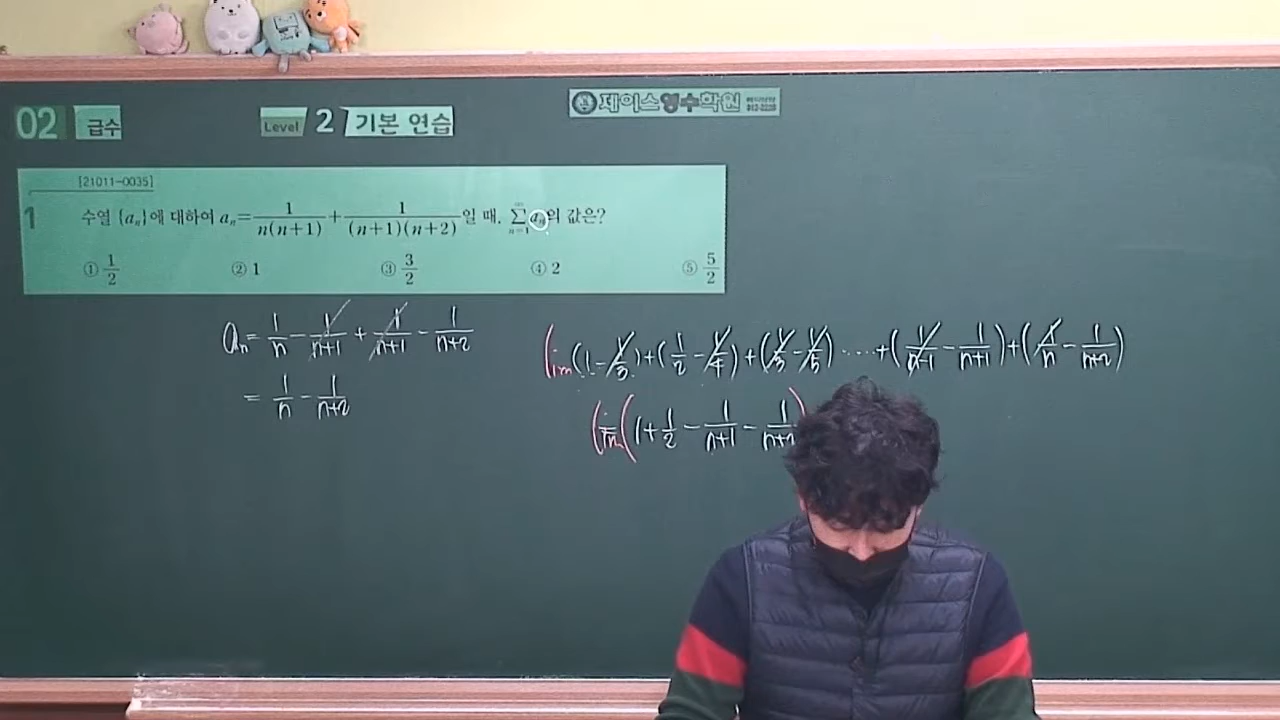 02 급수
Level 2 기본 연습
제이스영수학원
[21011-0035]
1 수열 {aₙ}에 대하여 aₙ=1/n(n+1)+1/(n+1)(n+2)일 때, ∑ₙ₌₁^∞ aₙ의 값은?
① 1/2 ② 1 ③ 3/2 ④ 2 ⑤ 5/2
aₙ= 1/n − 1/n+1 + 1/n+1 − 1/n+2
= 1/n − 1/n+2
lim (1−1/3)+(1/2−1/4)+(1/3−1/5) ‥‥+(1/n-1−1/n+1)+(1/n−1/n+2)
lim(1+1/2−1/n+1−1/n+2)